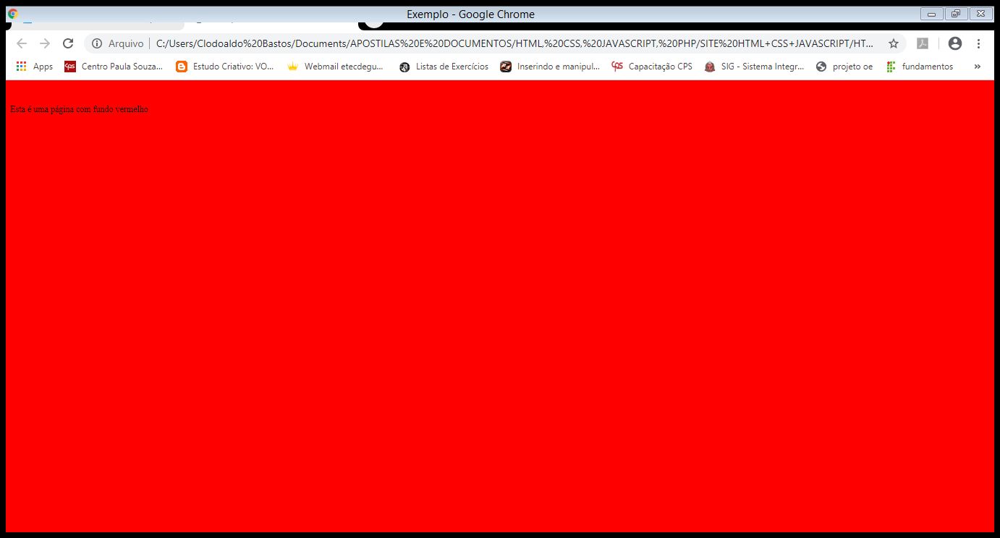 Exemplo - Google Chrome
Arquivo C:/Users/Clodoaldo%20Bastos/Documents/APOSTILAS%20E%20DOCUMENTOS/HTML,%20CSS,%20JAVASCRIPT,%20PHP/SITE%20HTML+CSS+JAVASCRIPT/HT...
Apps CPS Centro Paula Souza... Estudo Criativo: VO... Webmail etecdegu... Listas de Exercícios Inserindo e manipul... CPS Capacitação CPS SIG - Sistema Integr... projeto oe fundamentos »
Esta é uma página com fundo vermelho